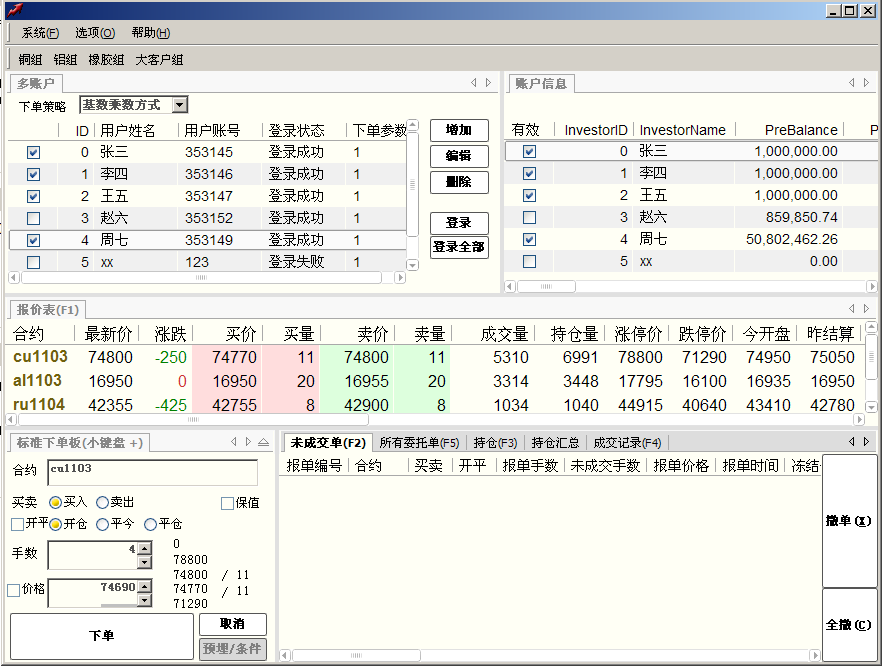 系统(F) 选项(O) 帮助(H)
铜组 铝组 橡胶组 大客户组
多账户
下单策略 基数乘数方式
ID 用户姓名 用户账号 登录状态 下单参数
0 张三 353145 登录成功 1
1 李四 353146 登录成功 1
2 王五 353147 登录成功 1
3 赵六 353152 登录成功 1
4 周七 353149 登录成功 1
5 xx 123 登录失败 1
增加
编辑
删除
登录
登录全部
账户信息
有效 InvestorID InvestorName PreBalance P
0 张三 1,000,000.00
1 李四 1,000,000.00
2 王五 1,000,000.00
3 赵六 859,850.74
4 周七 50,802,462.26
5 xx 0.00
报价表(F1)
合约 最新价 涨跌 买价 买量 卖价 卖量 成交量 持仓量 涨停价 跌停价 今开盘 昨结算
cu1103 74800 -250 74770 11 74800 11 5310 6991 78800 71290 74950 75050
al1103 16950 0 16950 20 16955 20 3314 3448 17795 16100 16935 16950
ru1104 42355 -425 42755 8 42900 8 1034 1040 44915 40640 43410 42780
标准下单板(小键盘 +)
合约 cu1103
买卖 买入 卖出 保值
开平 开仓 平今 平仓
手数 4
价格 74690
0
78800
74800 / 11
74770 / 11
71290
下单
取消
预埋/条件
未成交单(F2) 所有委托单(F5) 持仓(F3) 持仓汇总 成交记录(F4)
报单编号 合约 买卖 开平 报单手数 未成交手数 报单价格 报单时间 冻结
撤单(X)
全撤(C)